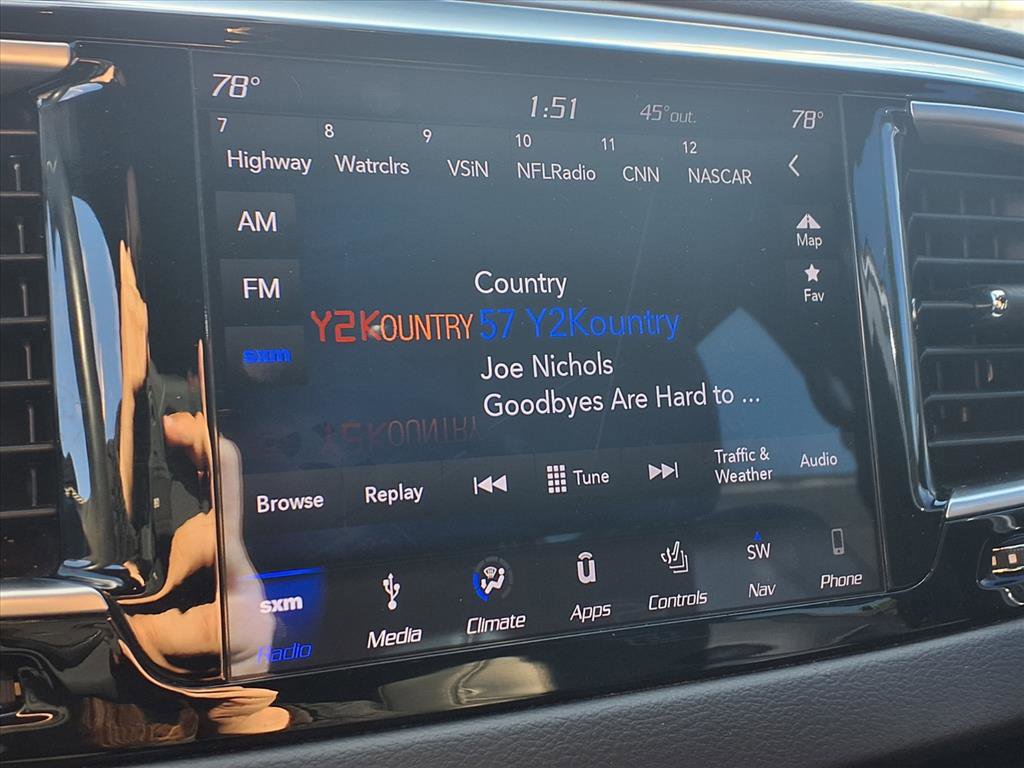 78°
1:51
45°out.
78°
7 Highway
8 Watrclrs
9 VSiN
10 NFLRadio
11 CNN
12 NASCAR
AM
FM
sxm
Map
Fav
Country
Y2KOUNTRY 57 Y2Kountry
Joe Nichols
Goodbyes Are Hard to ...
Browse
Replay
Tune
Traffic &
Weather
Audio
sxm
Radio
Media
Climate
Apps
Controls
SW
Nav
Phone